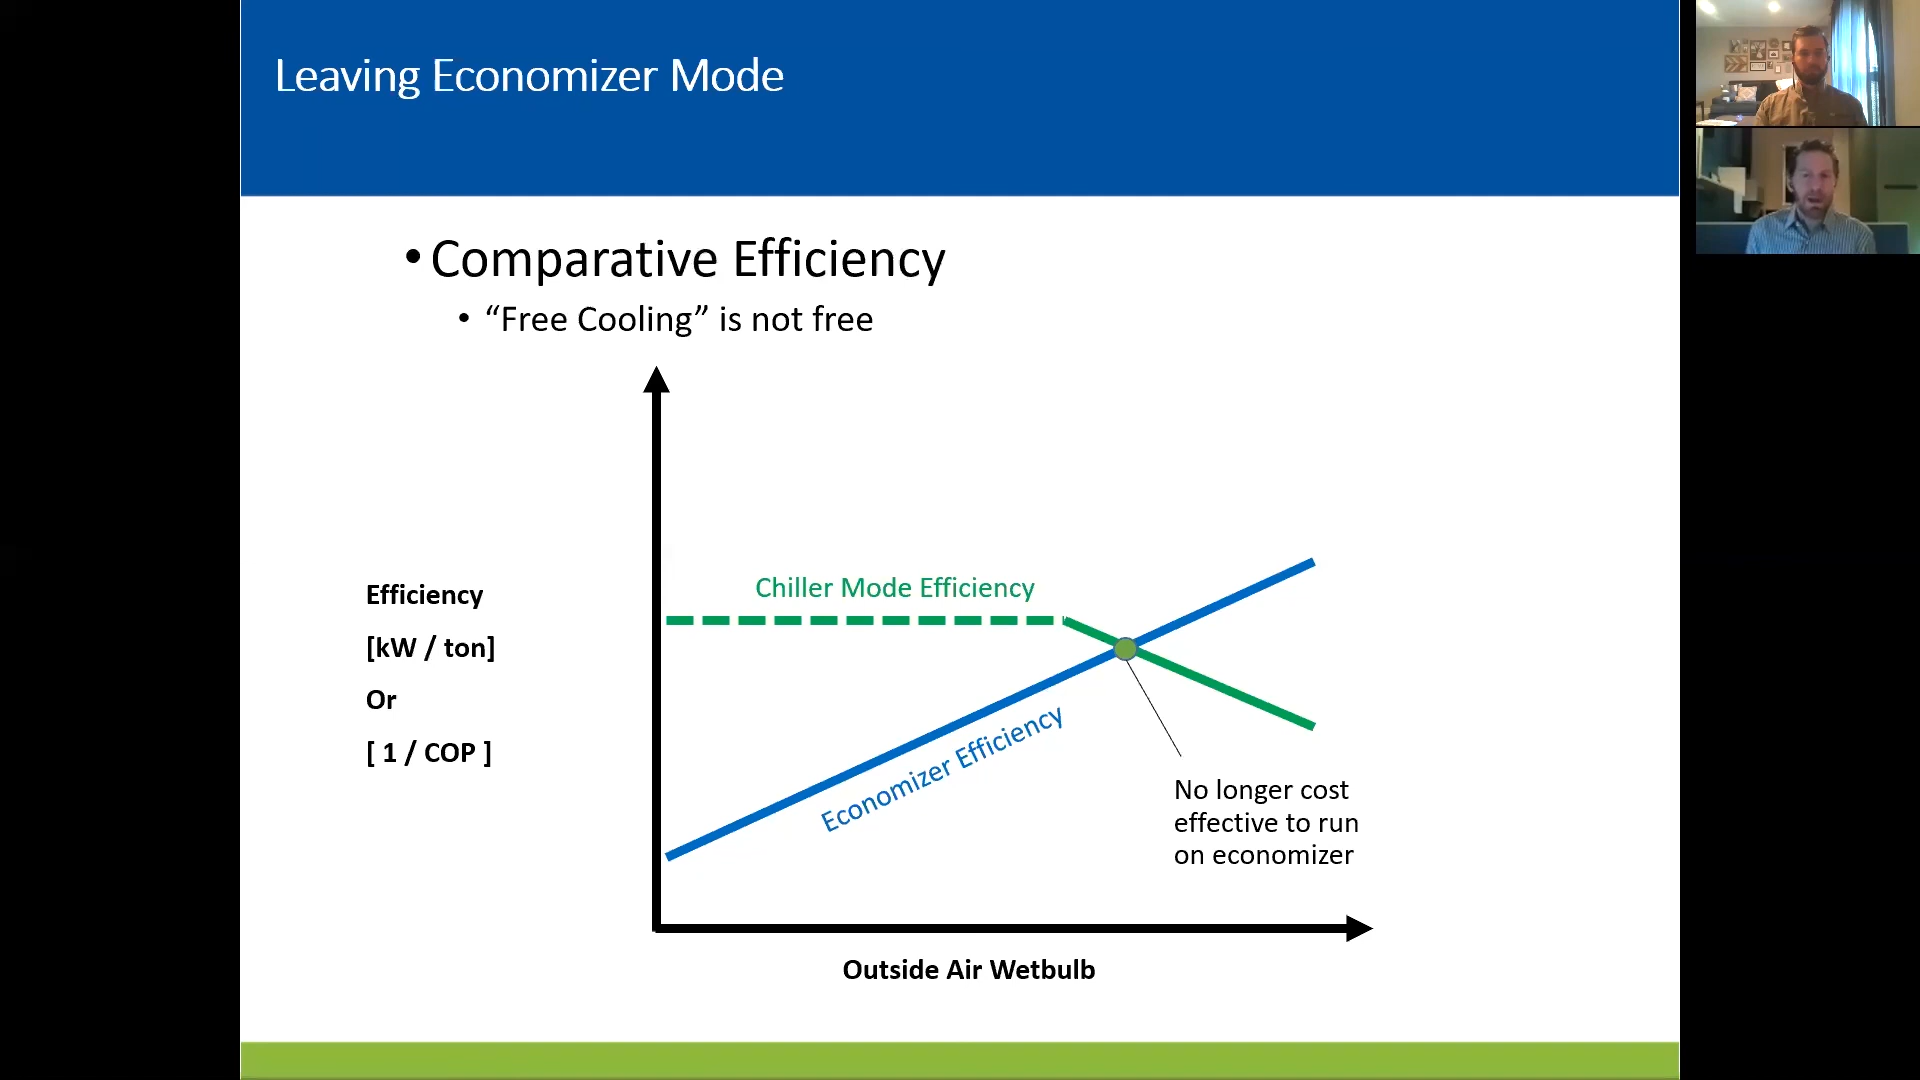 Leaving Economizer Mode
• Comparative Efficiency
• “Free Cooling” is not free
Efficiency
[kW / ton]
Or
[ 1 / COP ]
Chiller Mode Efficiency
Economizer Efficiency
No longer cost
effective to run
on economizer
Outside Air Wetbulb